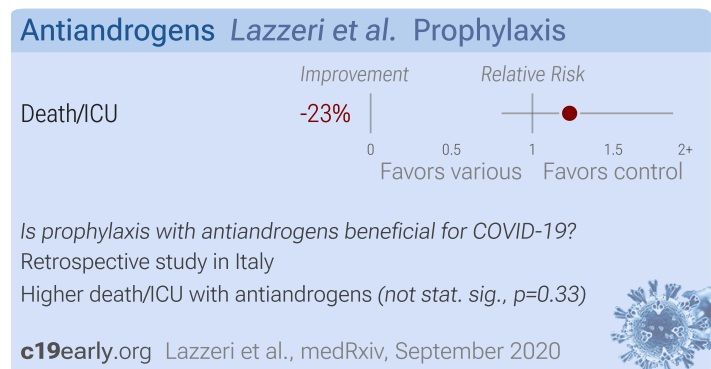 Antiandrogens Lazzeri et al. Prophylaxis
Improvement Relative Risk
Death/ICU -23%
0 0.5 1 1.5 2+
Favors various Favors control
Is prophylaxis with antiandrogens beneficial for COVID-19?
Retrospective study in Italy
Higher death/ICU with antiandrogens (not stat. sig., p=0.33)
c19early.org Lazzeri et al., medRxiv, September 2020